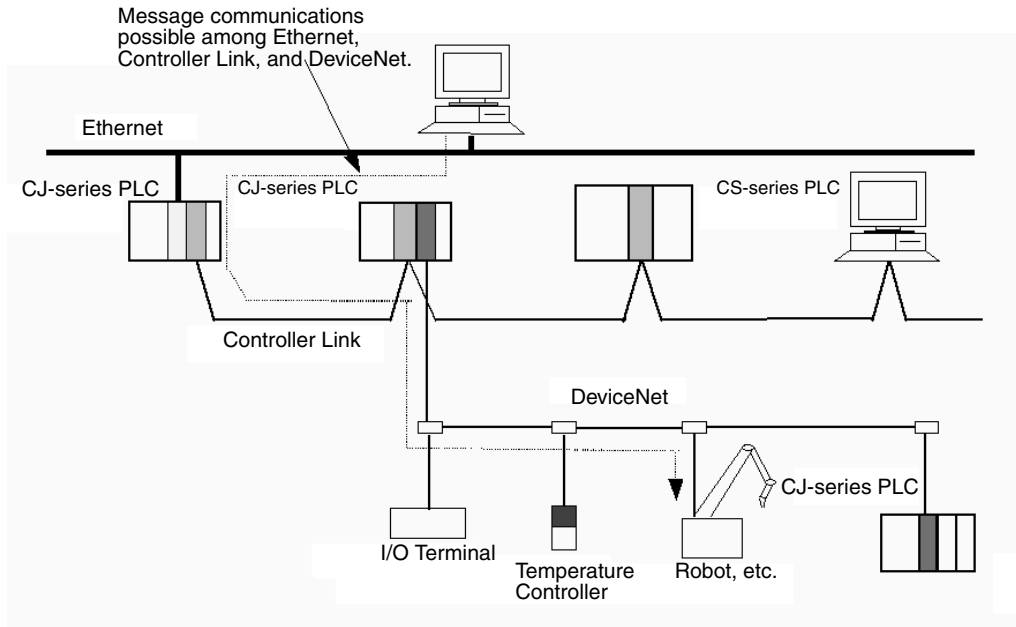 Message communications
possible among Ethernet,
Controller Link, and DeviceNet.
Ethernet
CJ-series PLC
CJ-series PLC
CS-series PLC
Controller Link
DeviceNet
CJ-series PLC
I/O Terminal
Temperature
Controller
Robot, etc.